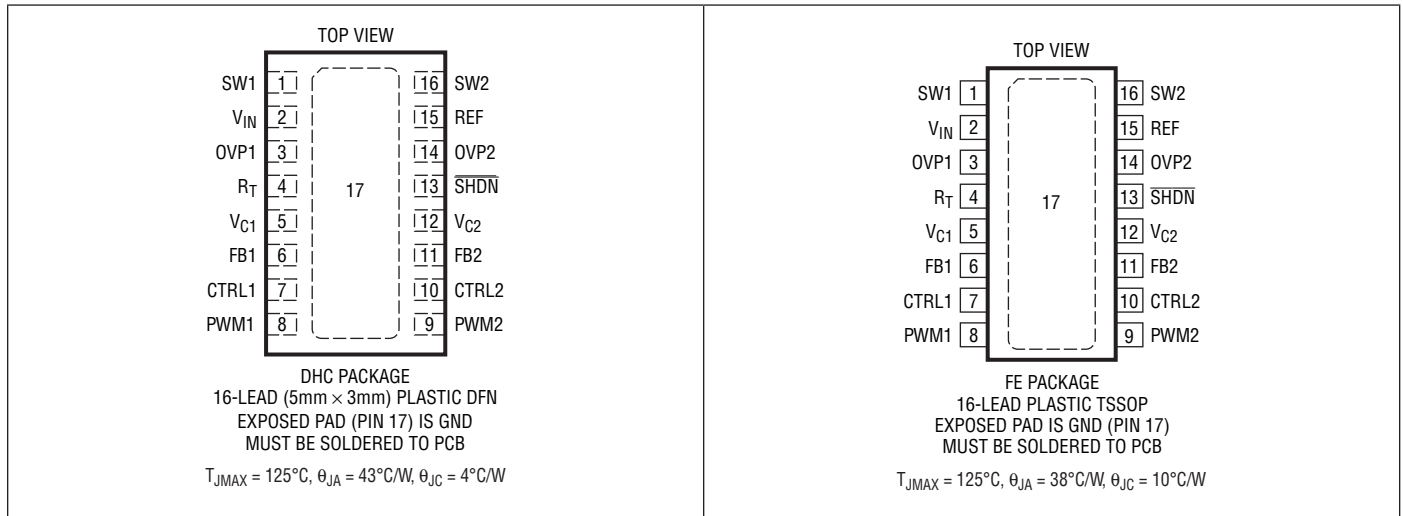 TOP VIEW
SW1 1 16 SW2
VIN 2 15 REF
OVP1 3 14 OVP2
RT 4 17 13 SHDN
VC1 5 12 VC2
FB1 6 11 FB2
CTRL1 7 10 CTRL2
PWM1 8 9 PWM2
DHC PACKAGE
16-LEAD (5mm × 3mm) PLASTIC DFN
EXPOSED PAD (PIN 17) IS GND
MUST BE SOLDERED TO PCB
TJMAX = 125°C, θJA = 43°C/W, θJC = 4°C/W
TOP VIEW
SW1 1 16 SW2
VIN 2 15 REF
OVP1 3 14 OVP2
RT 4 17 13 SHDN
VC1 5 12 VC2
FB1 6 11 FB2
CTRL1 7 10 CTRL2
PWM1 8 9 PWM2
FE PACKAGE
16-LEAD PLASTIC TSSOP
EXPOSED PAD IS GND (PIN 17)
MUST BE SOLDERED TO PCB
TJMAX = 125°C, θJA = 38°C/W, θJC = 10°C/W